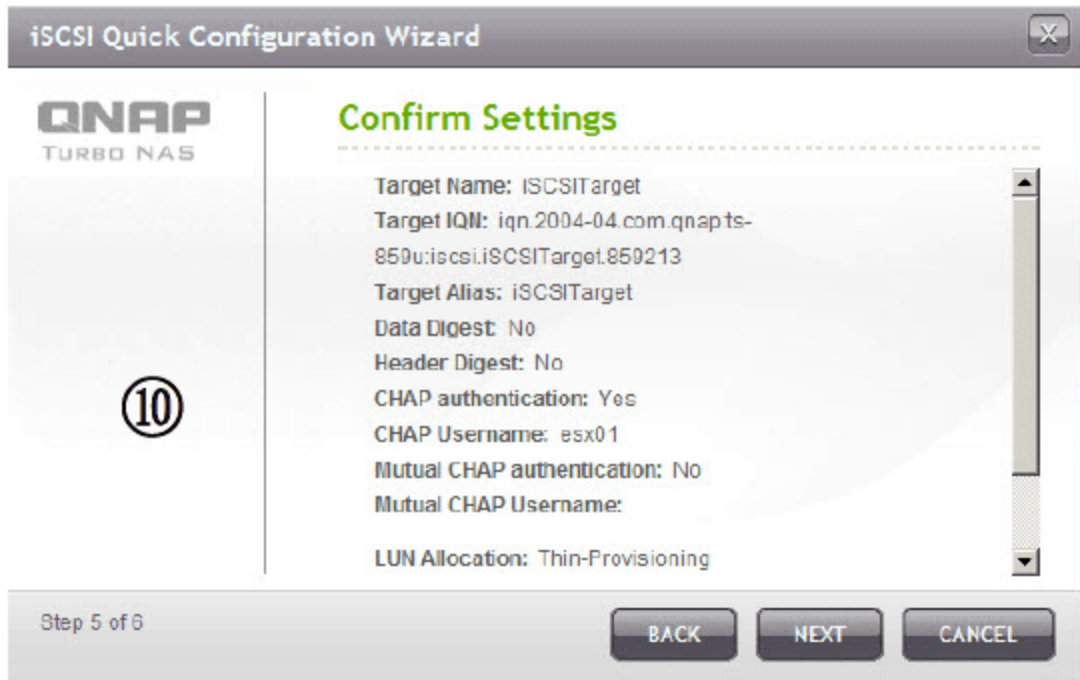 iSCSI Quick Configuration Wizard
X
QNAP
TURBO NAS
Confirm Settings
Target Name: iSCSITarget
Target IQN: iqn.2004-04.com.qnap:ts-
859u:iscsi.iSCSITarget.859213
Target Alias: iSCSITarget
Data Digest: No
Header Digest: No
CHAP authentication: Yes
CHAP Username: esx01
Mutual CHAP authentication: No
Mutual CHAP Username:
LUN Allocation: Thin-Provisioning
⑩
Step 5 of 6
BACK
NEXT
CANCEL